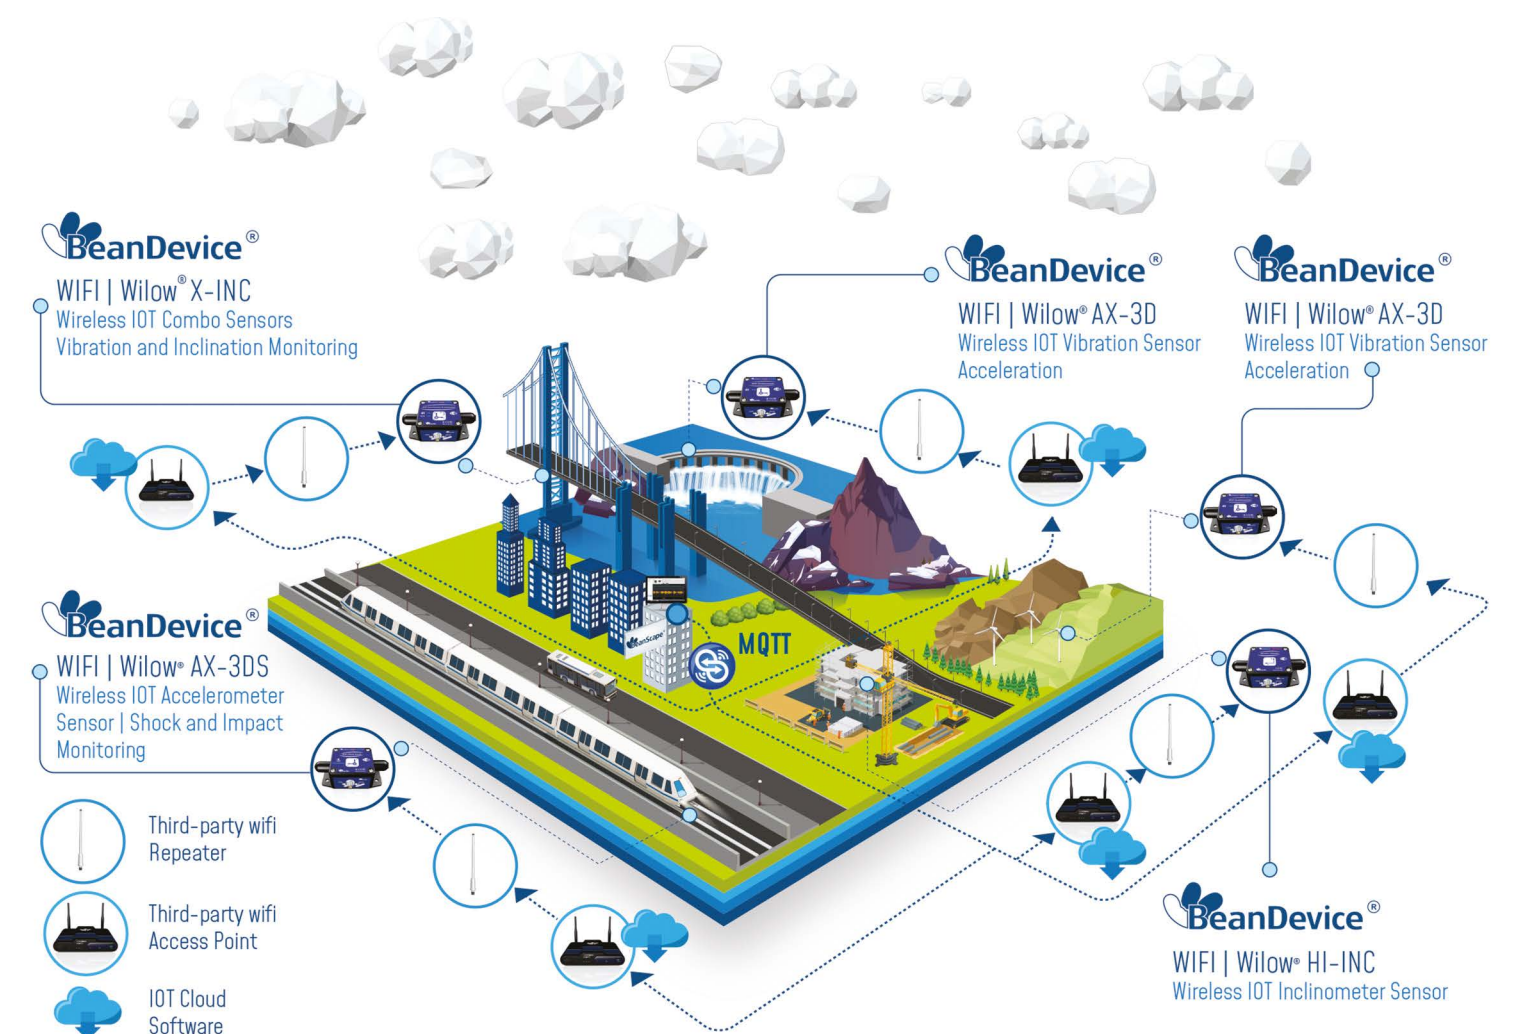 BeanDevice®
WIFI | Wilow® X-INC
Wireless IOT Combo Sensors
Vibration and Inclination Monitoring
BeanDevice®
WIFI | Wilow® AX-3D
Wireless IOT Vibration Sensor
Acceleration
BeanDevice®
WIFI | Wilow® AX-3D
Wireless IOT Vibration Sensor
Acceleration
BeanDevice®
WIFI | Wilow® AX-3DS
Wireless IOT Accelerometer
Sensor | Shock and Impact
Monitoring
BeanScape®
MQTT
Third-party wifi
Repeater
Third-party wifi
Access Point
IOT Cloud
Software
BeanDevice®
WIFI | Wilow® HI-INC
Wireless IOT Inclinometer Sensor